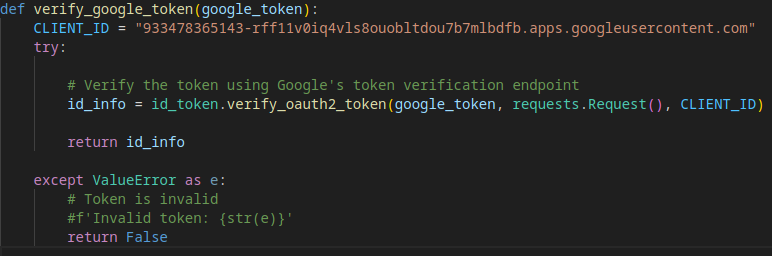 def verify_google_token(google_token):
    CLIENT_ID = "933478365143-rff11v0iq4vls8ouobltdou7b7mlbdfb.apps.googleusercontent.com"
    try:
        # Verify the token using Google's token verification endpoint
        id_info = id_token.verify_oauth2_token(google_token, requests.Request(), CLIENT_ID)
        return id_info
    except ValueError as e:
        # Token is invalid
        #f'Invalid token: {str(e)}'
        return False